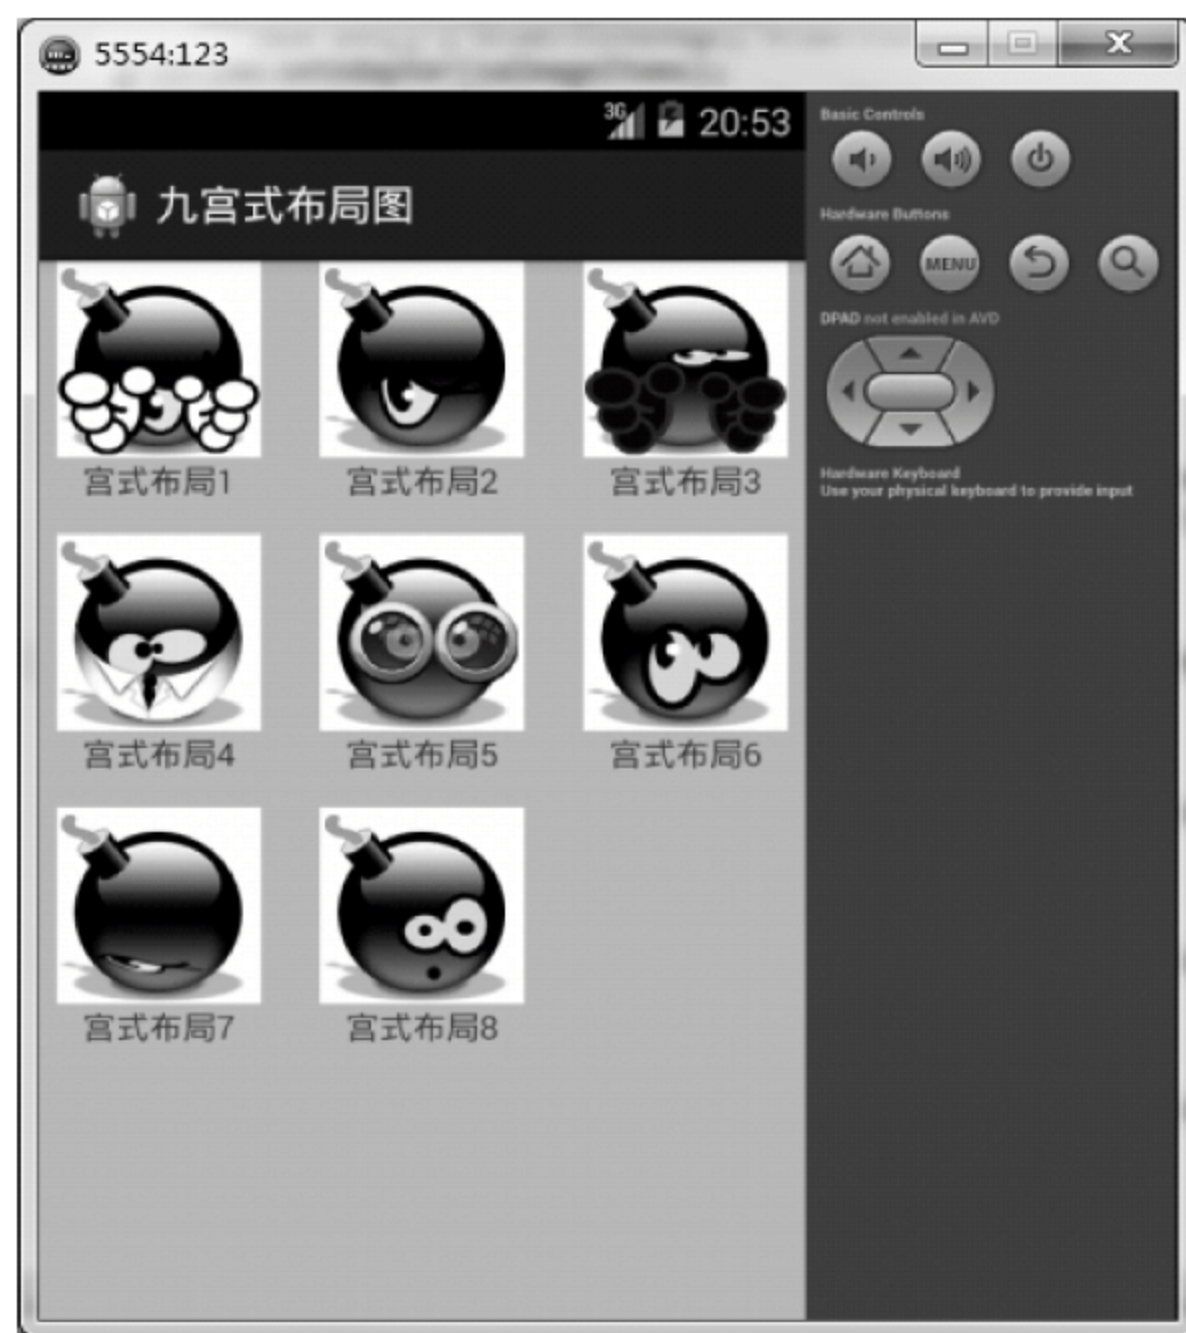 5554:123
3G 20:53
九宫式布局图
宫式布局1 宫式布局2 宫式布局3
宫式布局4 宫式布局5 宫式布局6
宫式布局7 宫式布局8
Basic Controls
Hardware Buttons
MENU
DPAD not enabled in AVD
Hardware Keyboard
Use your physical keyboard to provide input